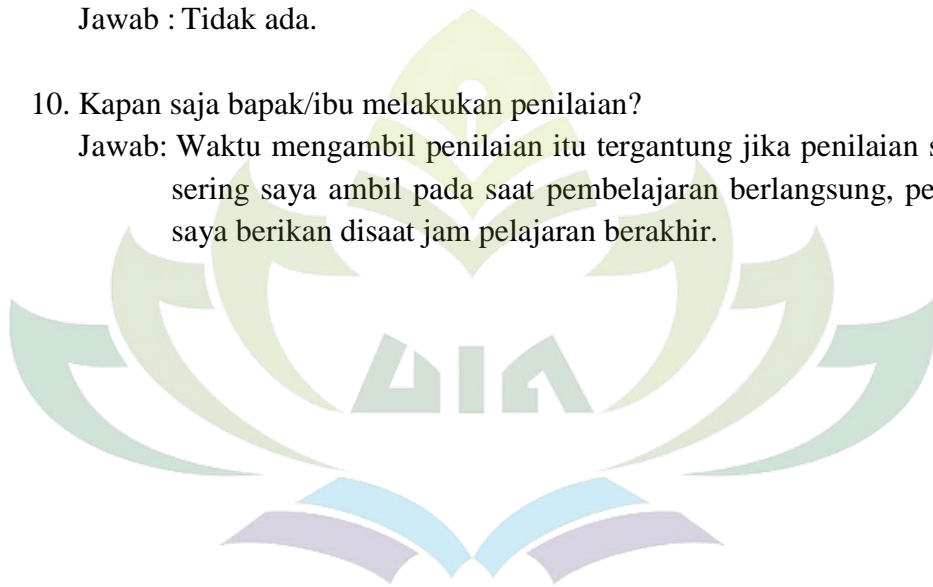 Jawab : Tidak ada.
10. Kapan saja bapak/ibu melakukan penilaian?
Jawab: Waktu mengambil penilaian itu tergantung jika penilaian
sering saya ambil pada saat pembelajaran berlangsung,
saya berikan disaat jam pelajaran berakhir.
UIN